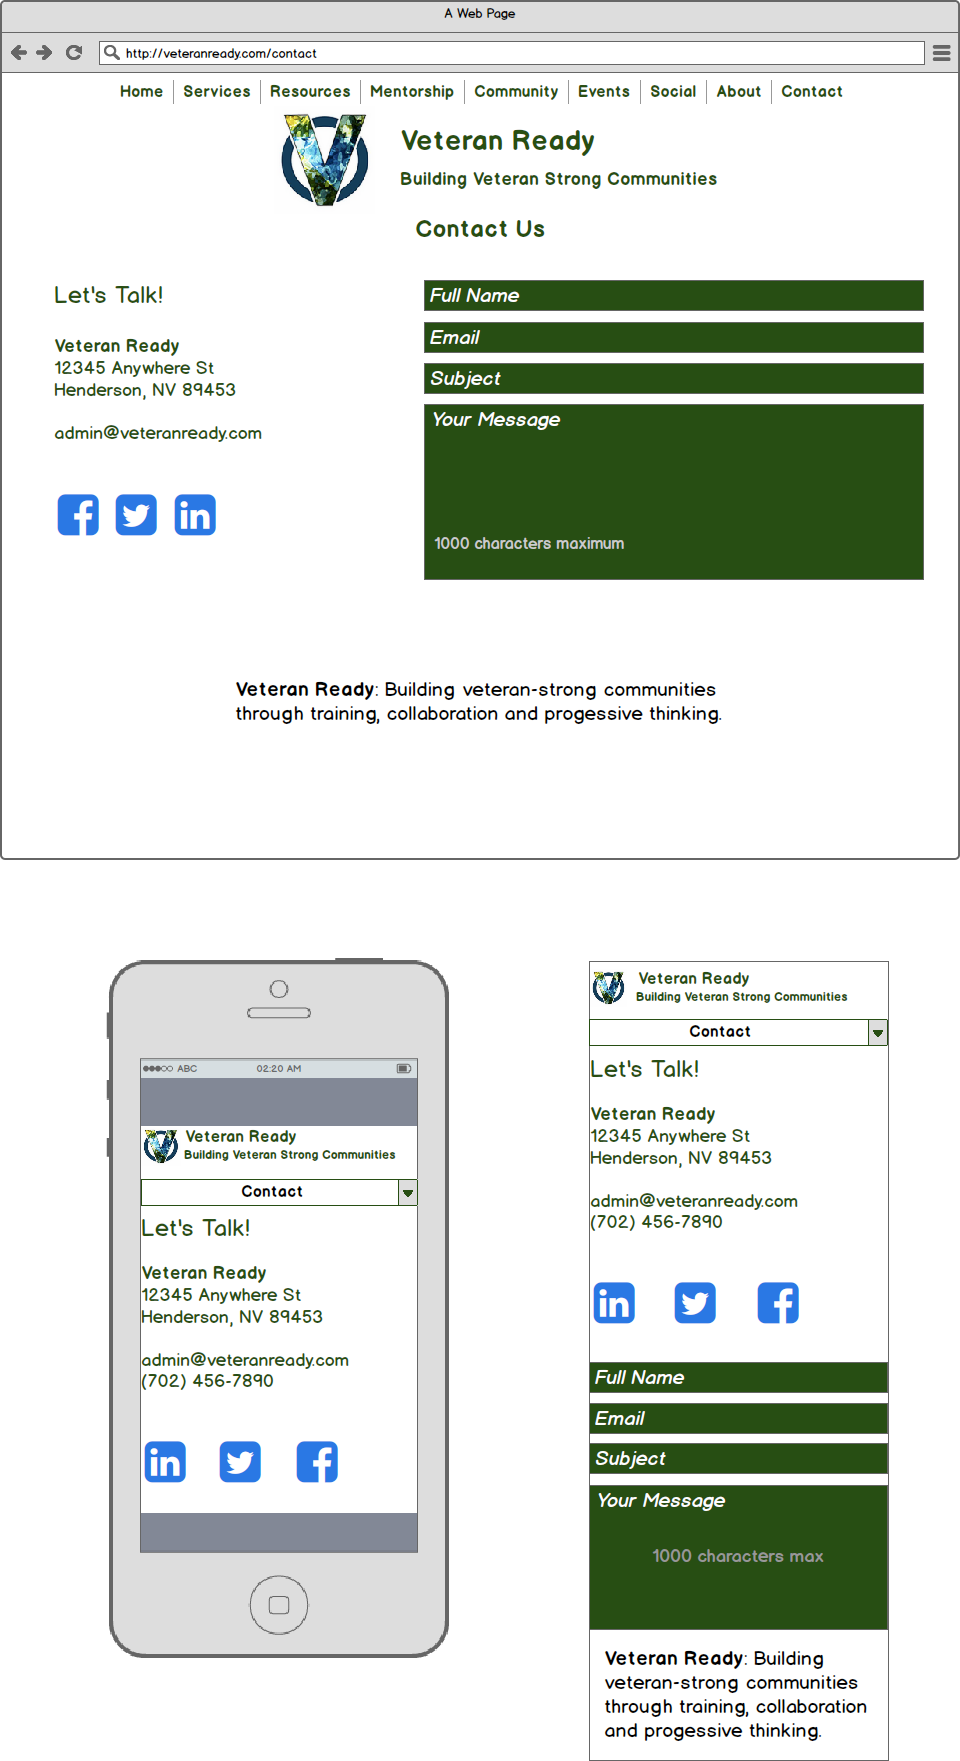 A Web Page
http://veteranready.com/contact
Home Services Resources Mentorship Community Events Social About Contact
Veteran Ready
Building Veteran Strong Communities
Contact Us
Let's Talk!
Veteran Ready
12345 Anywhere St
Henderson, NV 89453
admin@veteranready.com
Full Name
Email
Subject
Your Message
1000 characters maximum
Veteran Ready: Building veteran-strong communities
through training, collaboration and progessive thinking.
ABC 02:20 AM
Veteran Ready
Building Veteran Strong Communities
Contact
Let's Talk!
Veteran Ready
12345 Anywhere St
Henderson, NV 89453
admin@veteranready.com
(702) 456-7890
in
Veteran Ready
Building Veteran Strong Communities
Contact
Let's Talk!
Veteran Ready
12345 Anywhere St
Henderson, NV 89453
admin@veteranready.com
(702) 456-7890
in
Full Name
Email
Subject
Your Message
1000 characters max
Veteran Ready: Building
veteran-strong communities
through training, collaboration
and progessive thinking.